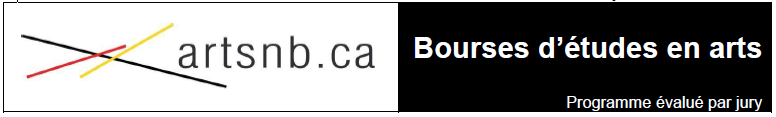 artsnb.ca
Bourses d'études en arts
Programme évalué par jury